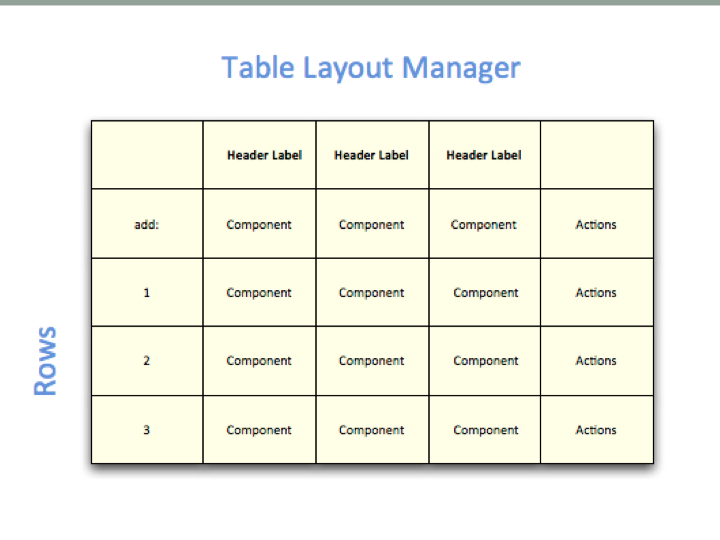 Table Layout Manager
Header Label Header Label Header Label
add: Component Component Component Actions
1 Component Component Component Actions
Rows
2 Component Component Component Actions
3 Component Component Component Actions